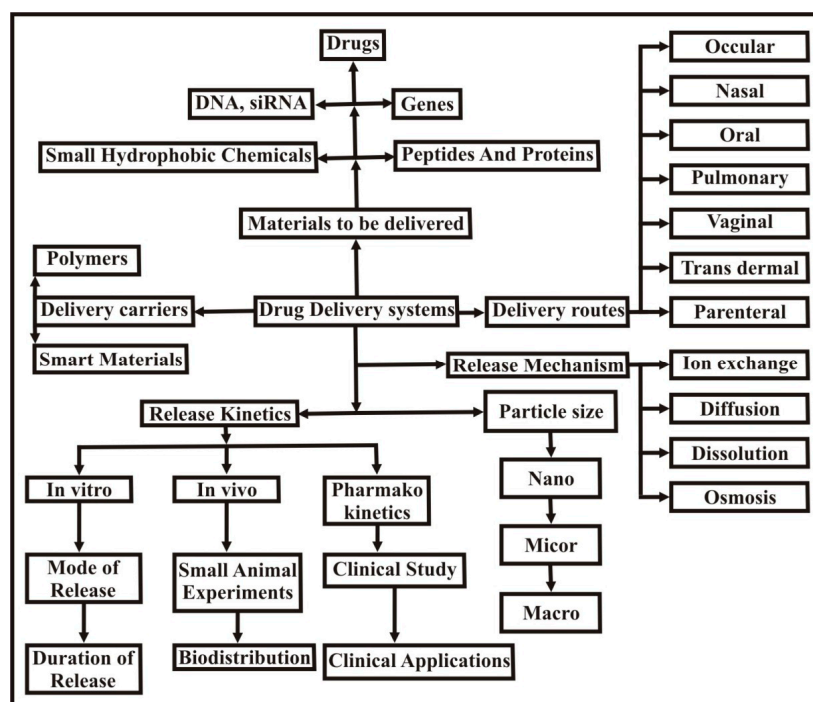 Drugs
DNA, siRNA
Genes
Small Hydrophobic Chemicals
Peptides And Proteins
Materials to be delivered
Polymers
Delivery carriers
Smart Materials
Drug Delivery systems
Delivery routes
Occular
Nasal
Oral
Pulmonary
Vaginal
Trans dermal
Parenteral
Release Mechanism
Ion exchange
Diffusion
Dissolution
Osmosis
Release Kinetics
Particle size
Nano
Micor
Macro
In vitro
Mode of
Release
Duration of
Release
In vivo
Small Animal
Experiments
Biodistribution
Pharmako
kinetics
Clinical Study
Clinical Applications